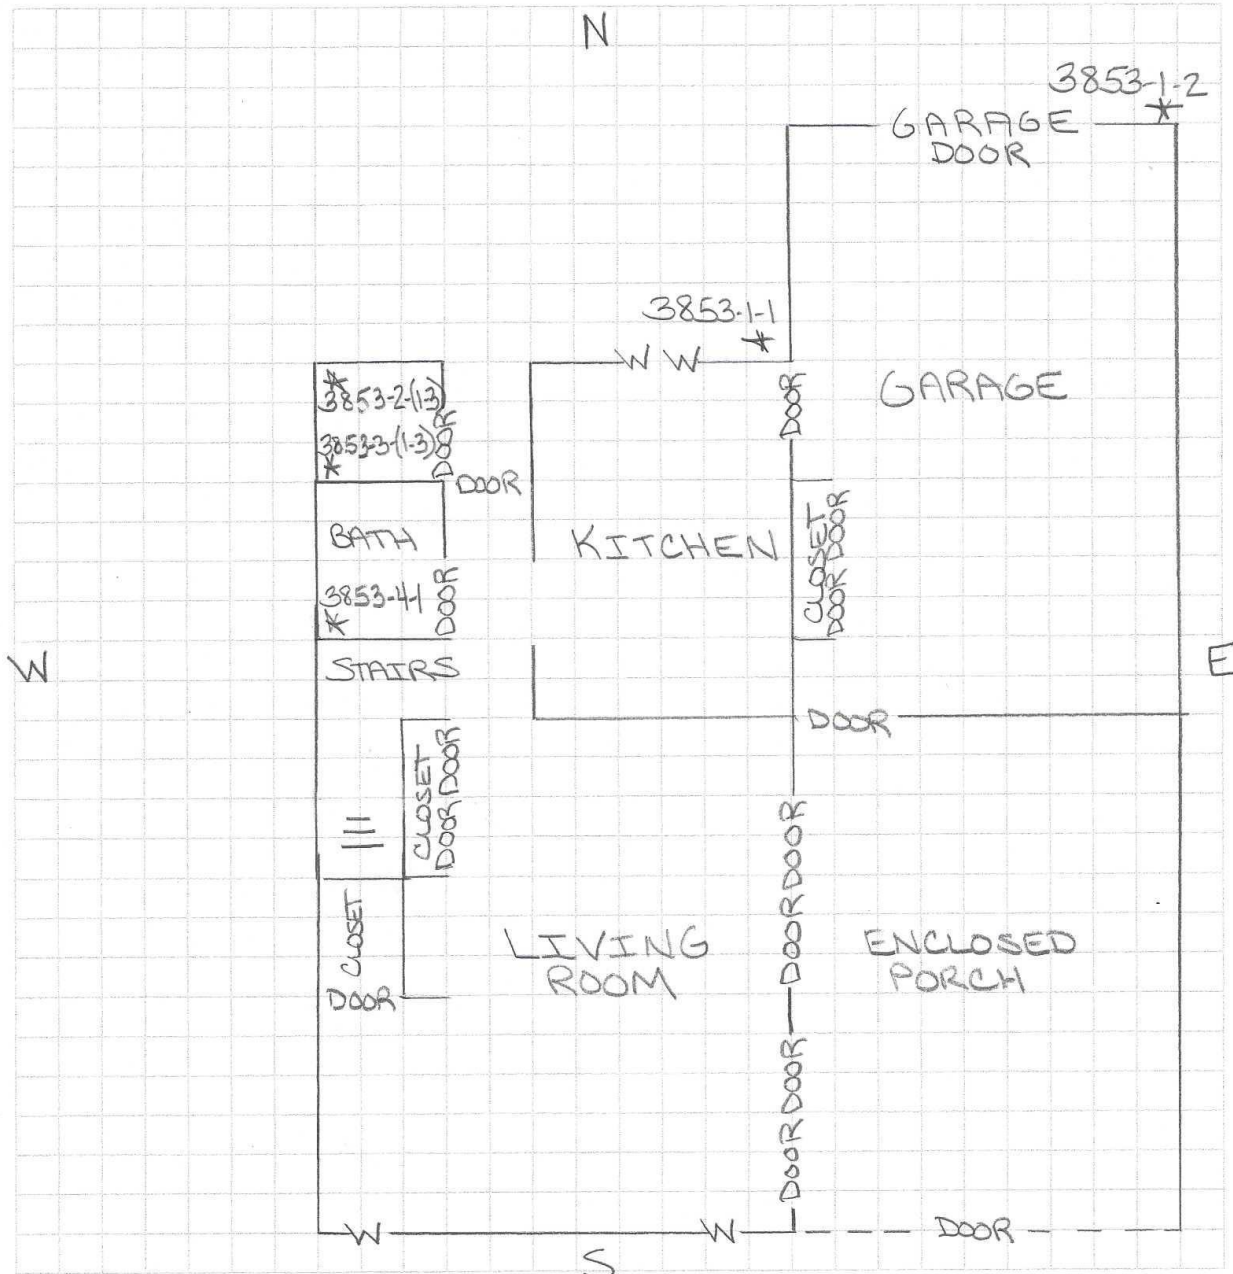 N
3853-1-2
GARAGE
DOOR
3853-1-1
W W
DOOR
GARAGE
3853-2-(1-3)
3853-3-(1-3)
DOOR
DOOR
BATH
KITCHEN
CLOSET
DOOR DOOR
3853-4-1
DOOR
W
STAIRS
E
DOOR
CLOSET
DOOR DOOR
DOOR DOOR
CLOSET
DOOR
LIVING
ROOM
ENCLOSED
PORCH
DOOR DOOR
W
W
DOOR
S